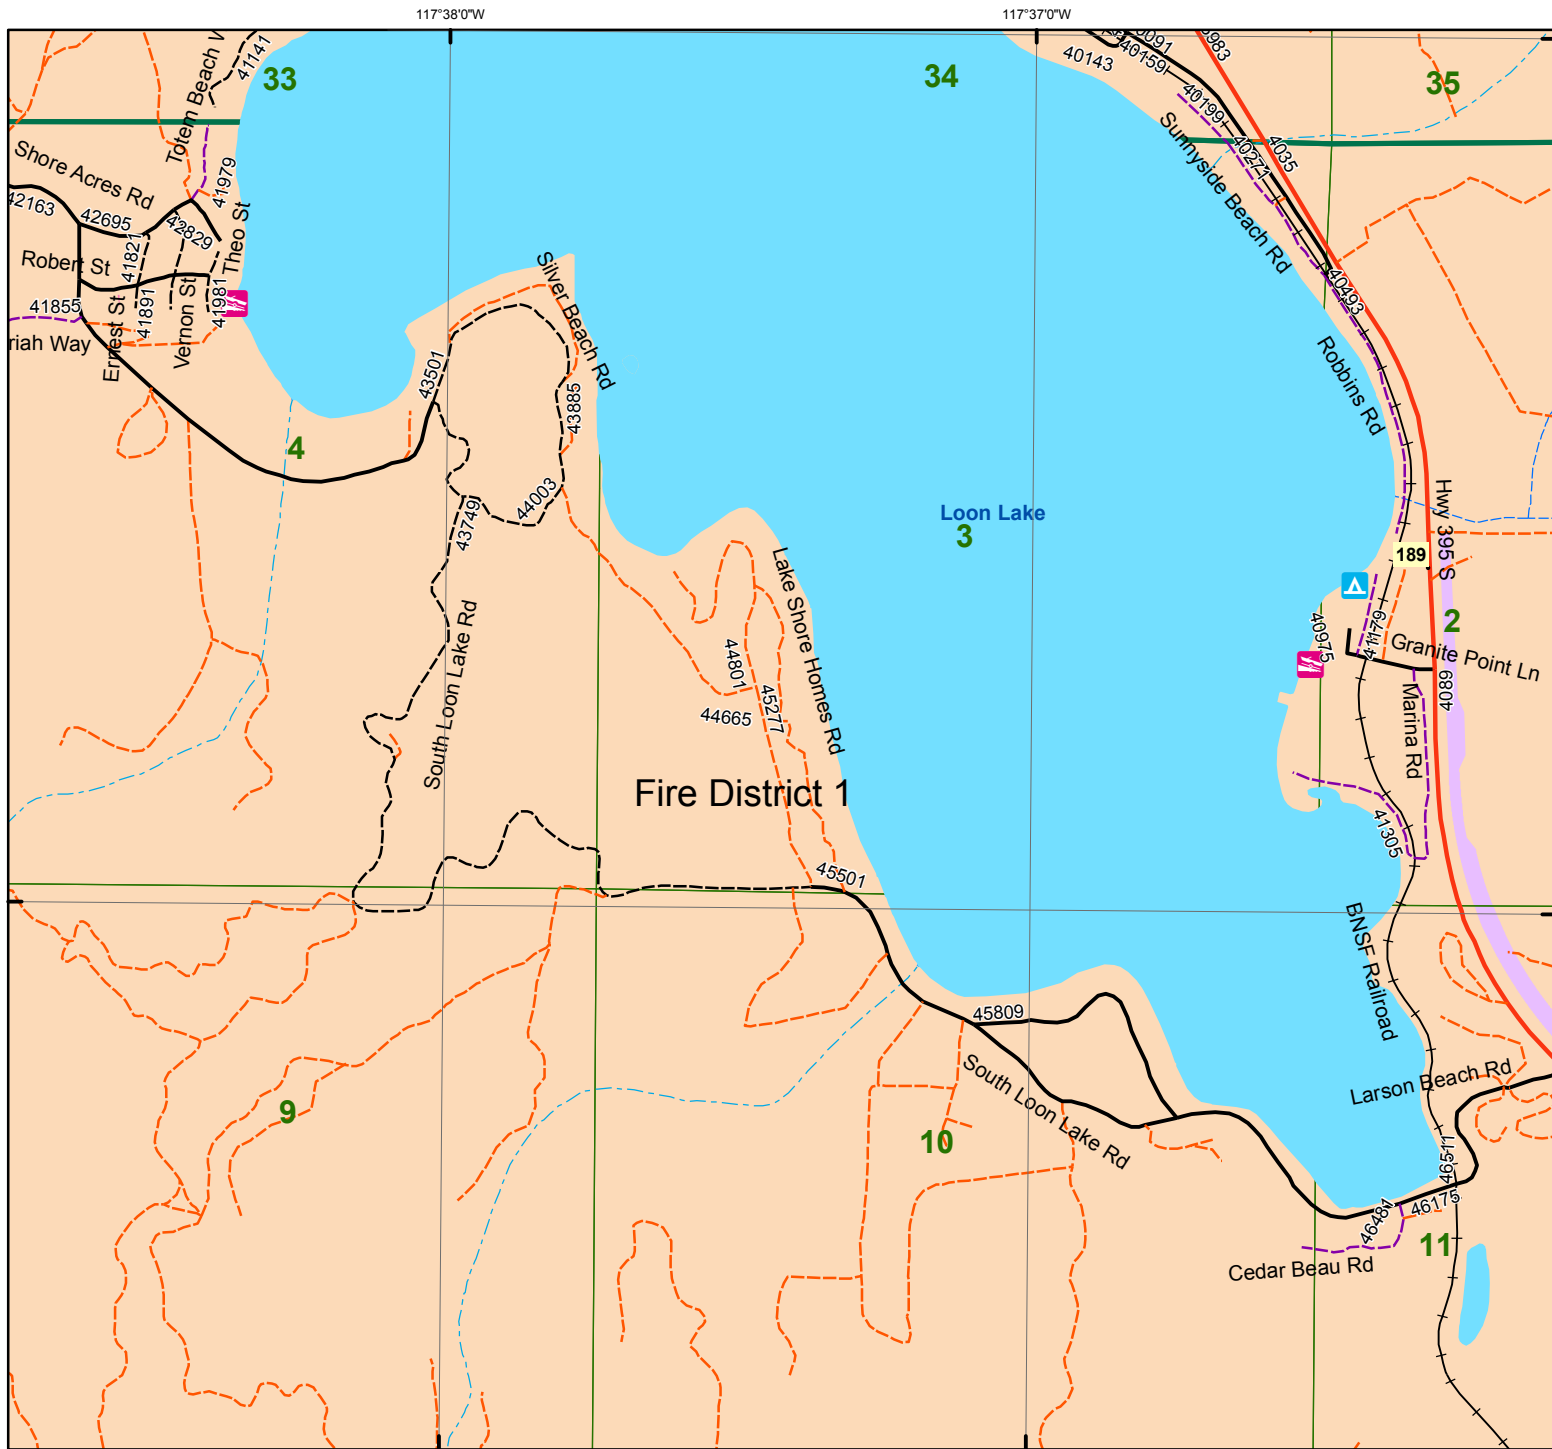 117°38'0"W
117°37'0"W
33
34
35
41141
Totem Beach
40143
40159
40091
40199
40271
4035
Sunnyside Beach Rd
Shore Acres Rd
41979
42163
42695
42829
Theo St
Robert St
41821
41891
41981
41855
Ernest St
Vernon St
riah Way
Silver Beach Rd
43501
43885
40493
Robbins Rd
4
44003
43749
Loon Lake
3
Hwy 395 S
189
Lake Shore Homes Rd
South Loon Lake Rd
44801
45277
44665
40975
41179
2
Granite Point Ln
4089
Marina Rd
Fire District 1
41305
45501
BNSF Railroad
45809
South Loon Lake Rd
Larson Beach Rd
9
10
46577
46481
46175
11
Cedar Beau Rd